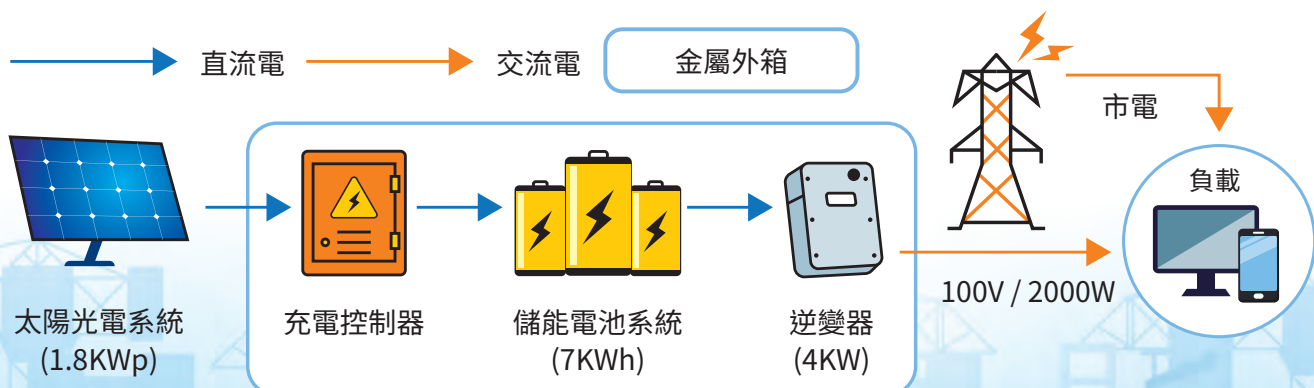 直流電
交流電
金屬外箱
市電
負載
100V / 2000W
太陽光電系統
(1.8KWp)
充電控制器
儲能電池系統
(7KWh)
逆變器
(4KW)